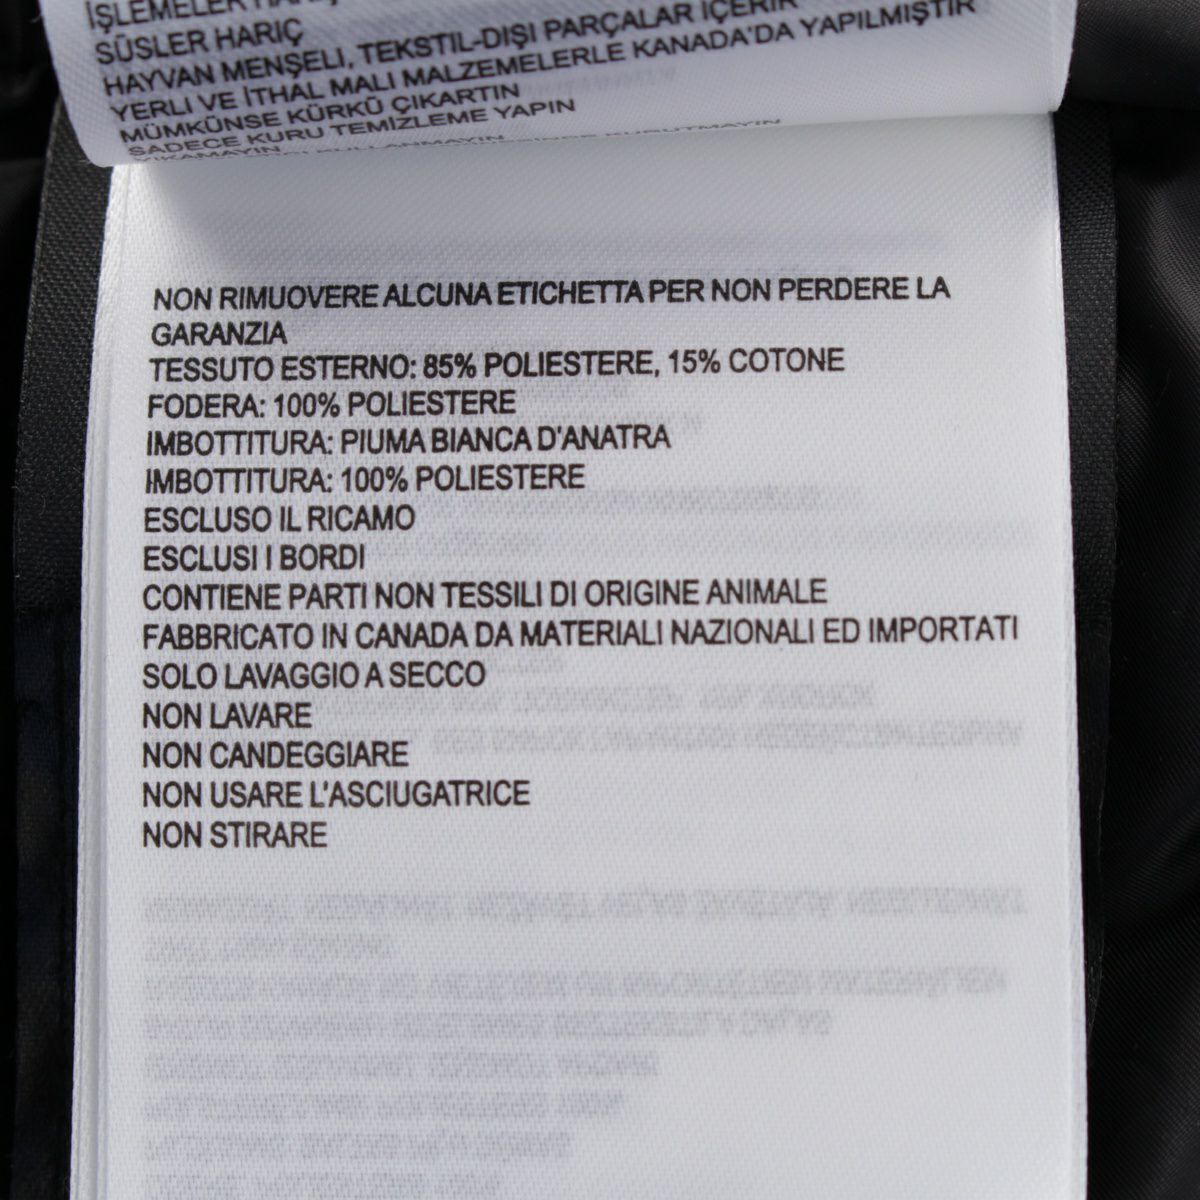 İŞLEMELER
SÜSLER HARİÇ
HAYVAN MENŞELİ, TEKSTİL-DIŞI PARÇALAR İÇERİR
YERLİ VE İTHAL MALI MALZEMELERLE KANADA'DA YAPILMIŞTIR
MÜMKÜNSE KÜRKÜ ÇIKARTIN
SADECE KURU TEMİZLEME YAPIN
YIKAMAYIN
KURUTMAYIN
NON RIMUOVERE ALCUNA ETICHETTA PER NON PERDERE LA
GARANZIA
TESSUTO ESTERNO: 85% POLIESTERE, 15% COTONE
FODERA: 100% POLIESTERE
IMBOTTITURA: PIUMA BIANCA D'ANATRA
IMBOTTITURA: 100% POLIESTERE
ESCLUSO IL RICAMO
ESCLUSI I BORDI
CONTIENE PARTI NON TESSILI DI ORIGINE ANIMALE
FABBRICATO IN CANADA DA MATERIALI NAZIONALI ED IMPORTATI
SOLO LAVAGGIO A SECCO
NON LAVARE
NON CANDEGGIARE
NON USARE L'ASCIUGATRICE
NON STIRARE